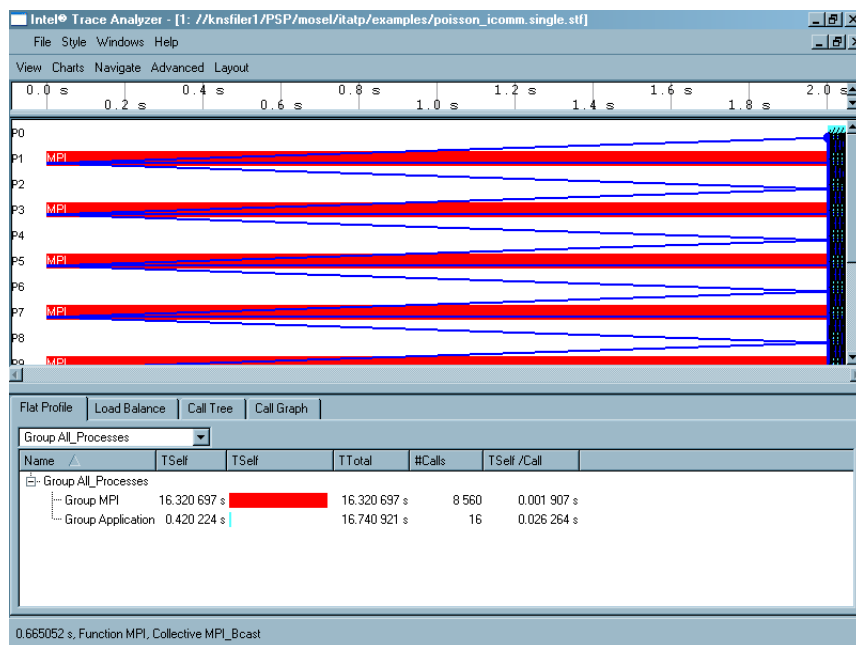 Intel® Trace Analyzer - [1: //knsfiler1/PSP/mosel/itatp/examples/poisson_icomm.single.stf]
File Style Windows Help
View Charts Navigate Advanced Layout
0.0 s 0.4 s 0.8 s 1.2 s 1.6 s 2.0 s
0.2 s 0.6 s 1.0 s 1.4 s 1.8 s
P0
P1 MPI
P2
P3 MPI
P4
P5 MPI
P6
P7 MPI
P8
P9 MPI
Flat Profile Load Balance Call Tree Call Graph
Group All_Processes
Name TSelf TSelf TTotal #Calls TSelf /Call
Group All_Processes
Group MPI 16.320 697 s 16.320 697 s 8 560 0.001 907 s
Group Application 0.420 224 s 16.740 921 s 16 0.026 264 s
0.665052 s, Function MPI, Collective MPI_Bcast